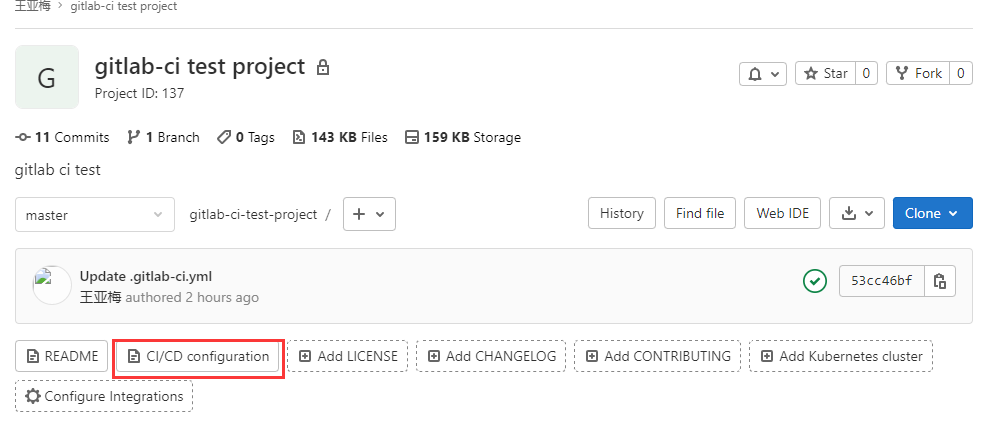 王亚梅 > gitlab-ci test project
G
gitlab-ci test project
Project ID: 137
Star 0
Fork 0
11 Commits 1 Branch 0 Tags 143 KB Files 159 KB Storage
gitlab ci test
master
gitlab-ci-test-project /
History Find file Web IDE Clone
Update .gitlab-ci.yml
王亚梅 authored 2 hours ago
53cc46bf
README CI/CD configuration Add LICENSE Add CHANGELOG Add CONTRIBUTING Add Kubernetes cluster
Configure Integrations